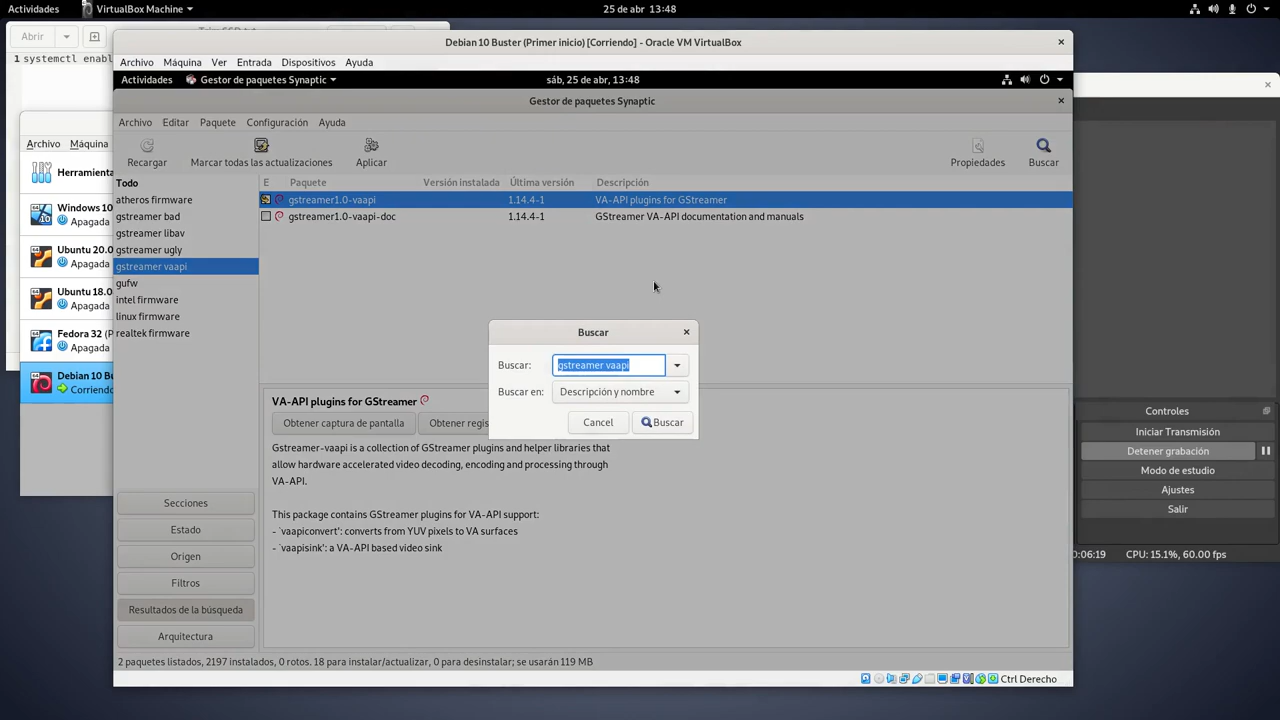 Actividades
VirtualBox Machine
25 de abr 13:48
Abrir
1 systemctl enabl
Debian 10 Buster (Primer inicio) [Corriendo] - Oracle VM VirtualBox
Archivo Máquina Ver Entrada Dispositivos Ayuda
Actividades
Gestor de paquetes Synaptic
sáb, 25 de abr, 13:48
Gestor de paquetes Synaptic
Archivo Editar Paquete Configuración Ayuda
Recargar
Marcar todas las actualizaciones
Aplicar
Propiedades
Buscar
Archivo Máquina
Herramienta
Windows 10
Ubuntu 20.0
Apagada
Ubuntu 18.0
Apagada
Fedora 32 (P
Apagada
Debian 10 Bu
Corriendo
Todo
atheros firmware
gstreamer bad
gstreamer libav
gstreamer ugly
gstreamer vaapi
gufw
intel firmware
linux firmware
realtek firmware
E Paquete Versión instalada Última versión Descripción
gstreamer1.0-vaapi 1.14.4-1 VA-API plugins for GStreamer
gstreamer1.0-vaapi-doc 1.14.4-1 GStreamer VA-API documentation and manuals
Buscar
Buscar: gstreamer vaapi
Buscar en: Descripción y nombre
Cancel
Buscar
VA-API plugins for GStreamer
Obtener captura de pantalla
Obtener regis
Gstreamer-vaapi is a collection of GStreamer plugins and helper libraries that
allow hardware accelerated video decoding, encoding and processing through
VA-API.
This package contains GStreamer plugins for VA-API support:
- `vaapiconvert': converts from YUV pixels to VA surfaces
- `vaapisink': a VA-API based video sink
Secciones
Estado
Origen
Filtros
Resultados de la búsqueda
Arquitectura
2 paquetes listados, 2197 instalados, 0 rotos. 18 para instalar/actualizar, 0 para desinstalar; se usarán 119 MB
Ctrl Derecho
Controles
Iniciar Transmisión
Detener grabación
Modo de estudio
Ajustes
Salir
0:06:19
CPU: 15.1%, 60.00 fps